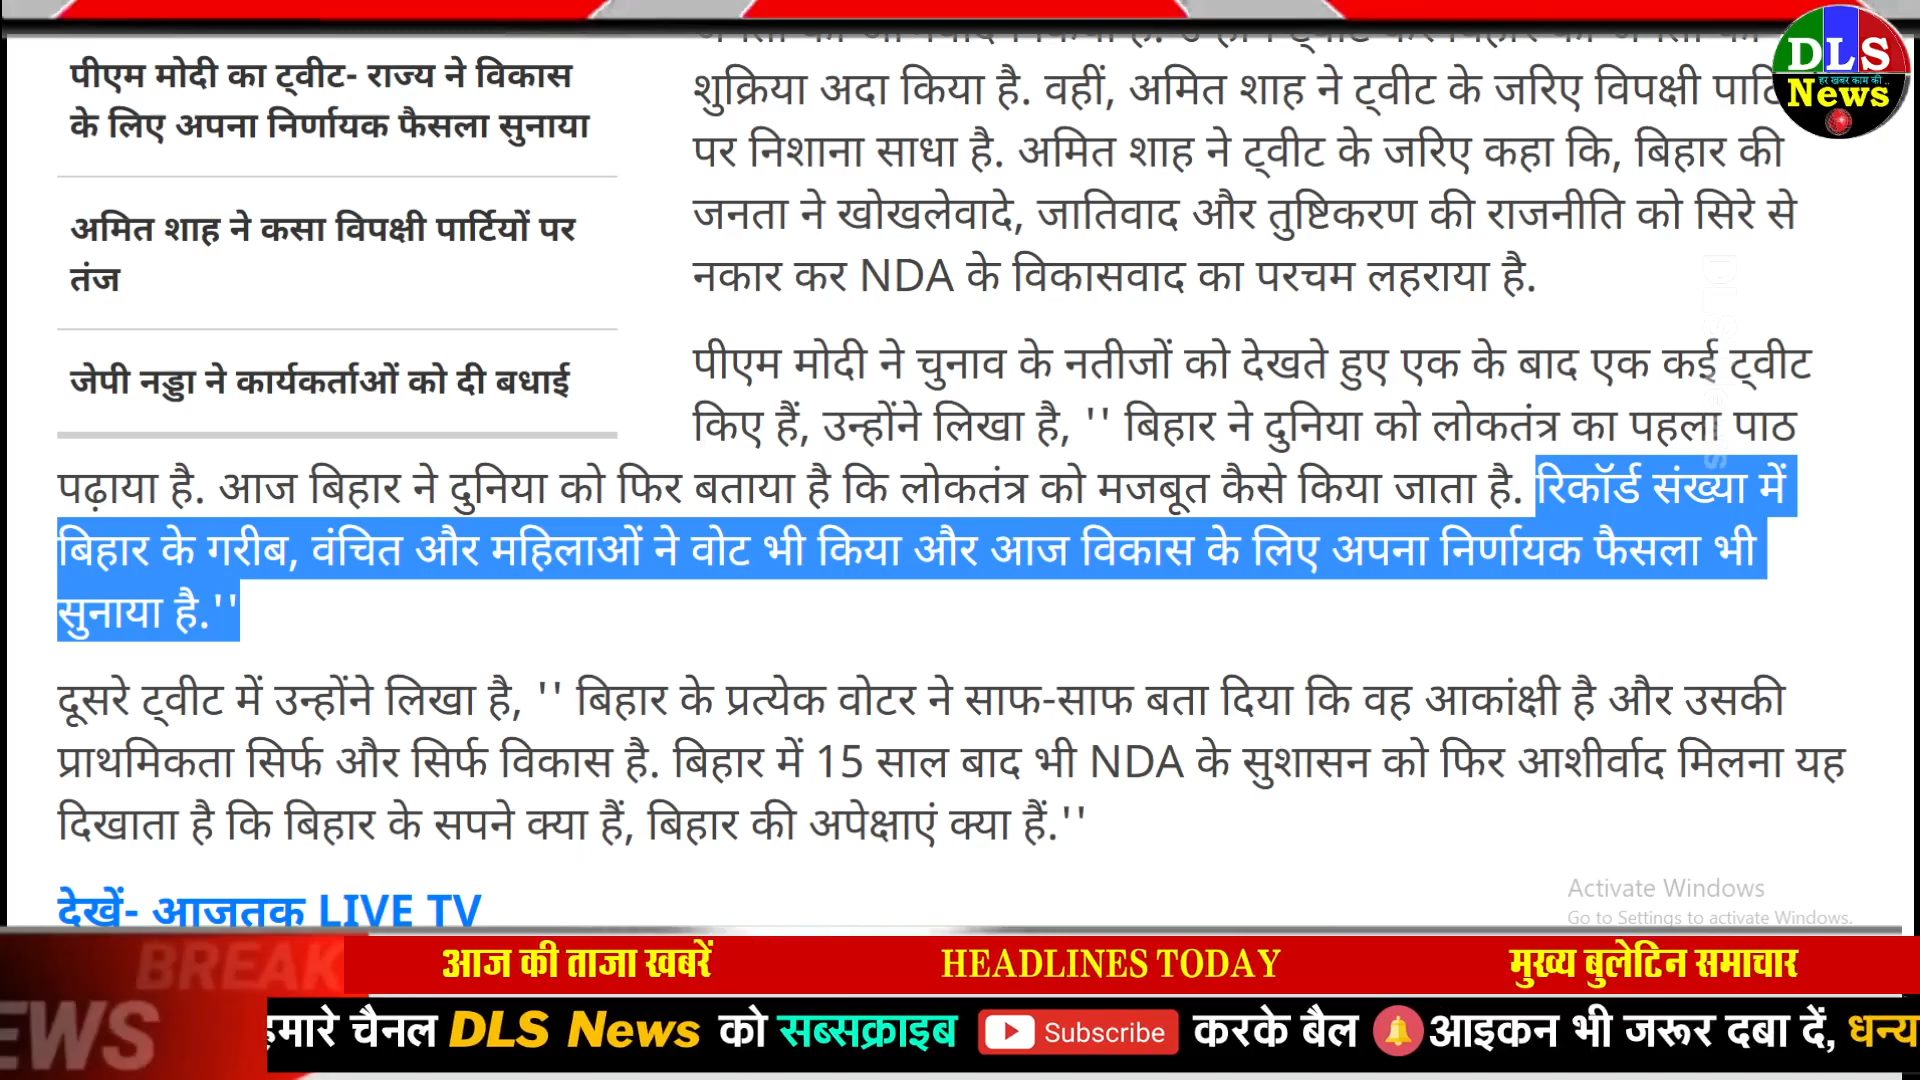 पीएम मोदी का ट्वीट- राज्य ने विकास
के लिए अपना निर्णायक फैसला सुनाया
अमित शाह ने कसा विपक्षी पार्टियों पर
तंज
जेपी नड्डा ने कार्यकर्ताओं को दी बधाई
शुक्रिया अदा किया है. वहीं, अमित शाह ने ट्वीट के जरिए विपक्षी
पर निशाना साधा है. अमित शाह ने ट्वीट के जरिए कहा कि, बिहार की
जनता ने खोखलेवादे, जातिवाद और तुष्टिकरण की राजनीति को सिरे से
नकार कर NDA के विकासवाद का परचम लहराया है.
पीएम मोदी ने चुनाव के नतीजों को देखते हुए एक के बाद एक कई ट्वीट
किए हैं, उन्होंने लिखा है, '' बिहार ने दुनिया को लोकतंत्र का पहला पाठ
पढ़ाया है. आज बिहार ने दुनिया को फिर बताया है कि लोकतंत्र को मजबूत कैसे किया जाता है. रिकॉर्ड संख्या में
बिहार के गरीब, वंचित और महिलाओं ने वोट भी किया और आज विकास के लिए अपना निर्णायक फैसला भी
सुनाया है.''
दूसरे ट्वीट में उन्होंने लिखा है, '' बिहार के प्रत्येक वोटर ने साफ-साफ बता दिया कि वह आकांक्षी है और उसकी
प्राथमिकता सिर्फ और सिर्फ विकास है. बिहार में 15 साल बाद भी NDA के सुशासन को फिर आशीर्वाद मिलना यह
दिखाता है कि बिहार के सपने क्या हैं, बिहार की अपेक्षाएं क्या हैं.''
देखें- आजतक LIVE TV
DLS
हर खबर काम की..
News
DLS News
Activate Windows
Go to Settings to activate Windows.
BREAK
EWS
आज की ताजा खबरें HEADLINES TODAY मुख्य बुलेटिन समाचार
हमारे चैनल DLS News को सब्सक्राइब Subscribe करके बैल आइकन भी जरूर दबा दें, धन्य